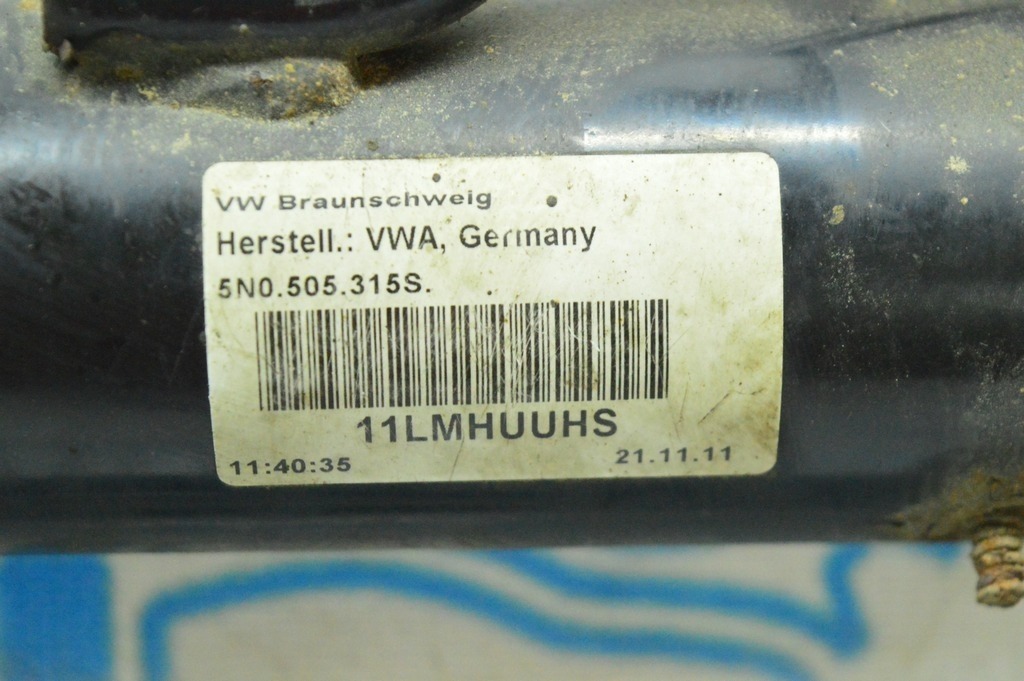 VW Braunschweig
Herstell.: VWA, Germany
5N0.505.315S.
11LMHUUHS
11:40:35 21.11.11